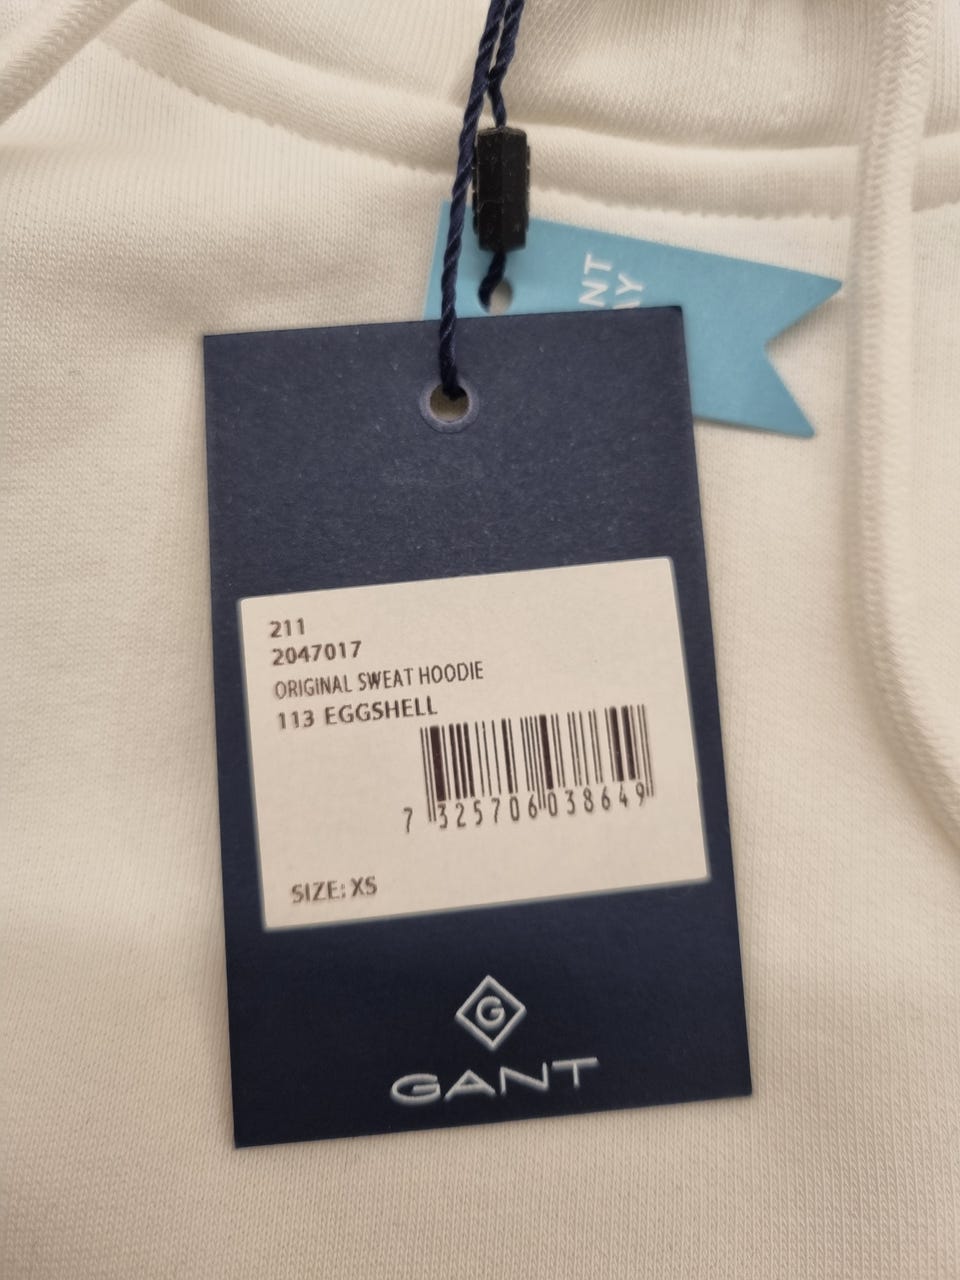 211
2047017
ORIGINAL SWEAT HOODIE
113 EGGSHELL
7 325706 038649
SIZE: XS
G
GANT